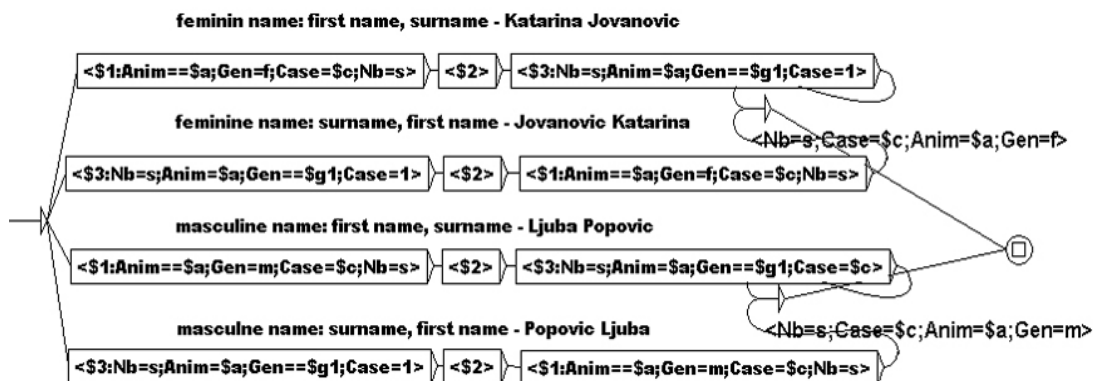 feminin name: first name, surname - Katarina Jovanovic
<$1:Anim==$a;Gen=f;Case=$c;Nb=s> <$2> <$3:Nb=s;Anim=$a;Gen==$g1;Case=1>
feminine name: surname, first name - Jovanovic Katarina
<Nb=s;Case=$c;Anim=$a;Gen=f>
<$3:Nb=s;Anim=$a;Gen==$g1;Case=1> <$2> <$1:Anim==$a;Gen=f;Case=$c;Nb=s>
masculine name: first name, surname - Ljuba Popovic
<$1:Anim==$a;Gen=m;Case=$c;Nb=s> <$2> <$3:Nb=s;Anim=$a;Gen==$g1;Case=$c>
masculne name: surname, first name - Popovic Ljuba
<Nb=s;Case=$c;Anim=$a;Gen=m>
<$3:Nb=s;Anim=$a;Gen==$g1;Case=1> <$2> <$1:Anim==$a;Gen=m;Case=$c;Nb=s>